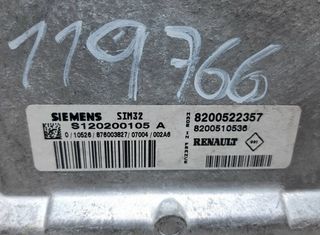 119766
SIEMENS SIM32
S120200105 A
0 / 10526 / 876003827 / 07004 / 002A6
8200522357
8200510536
RENAULT